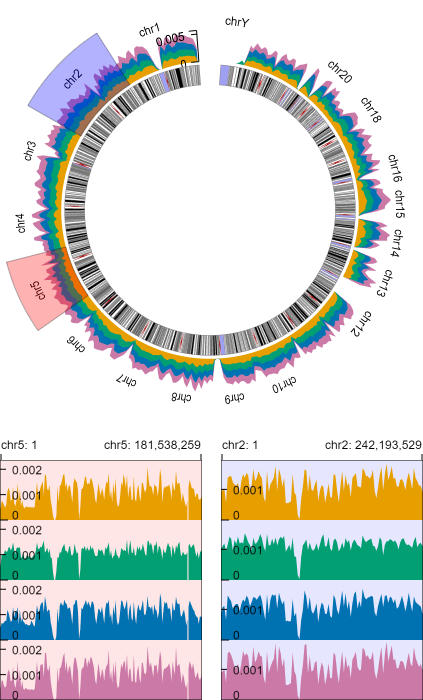 chrY
chr1
0.005
0
chr20
chr2
chr18
chr3
chr16
chr15
chr4
chr14
chr5
chr13
chr12
chr6
chr7
chr10
chr8
chr9
chr5: 1
chr5: 181,538,259
chr2: 1
chr2: 242,193,529
0.002
0.001
0
0.001
0
0.002
0.001
0
0.001
0
0.002
0.001
0
0.001
0
0.002
0.001
0.001
0